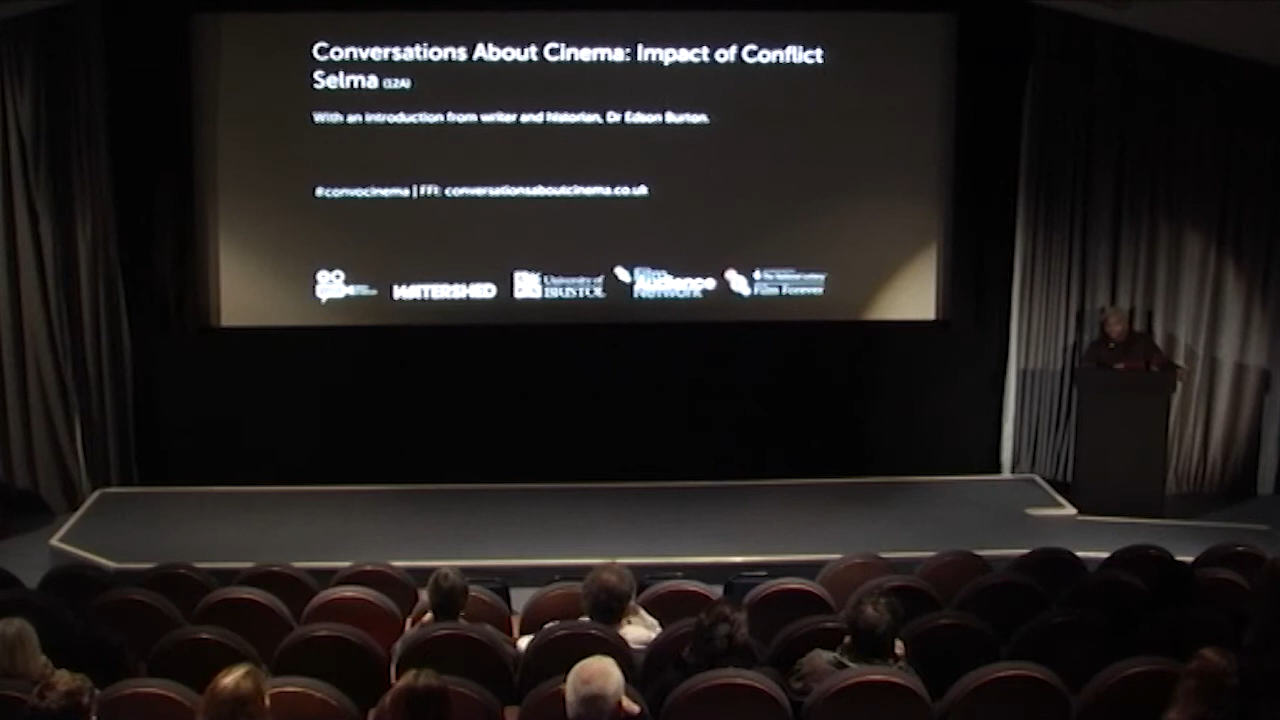 Conversations About Cinema: Impact of Conflict
Selma (12A)
With an introduction from writer and historian, Dr Edson Burton.
#convocinema | FFI: conversationsaboutcinema.co.uk
WATERSHED
University of
BRISTOL
Film
Audience
Network
Film Forever